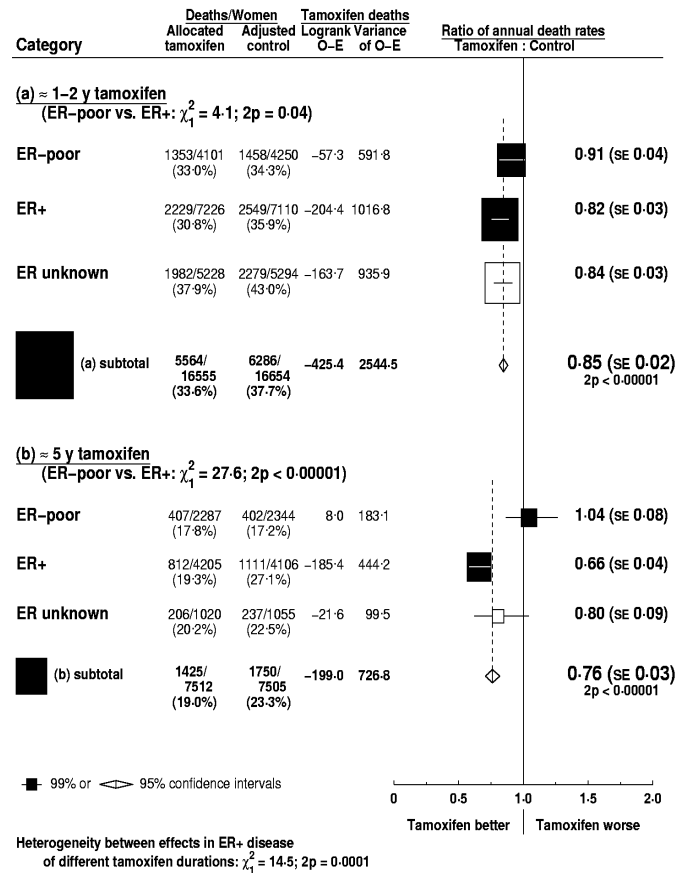 Deaths/Women Tamoxifen deaths
Allocated Adjusted Logrank Variance Ratio of annual death rates
Category tamoxifen control O–E of O–E Tamoxifen : Control
(a) ≈ 1–2 y tamoxifen
(ER–poor vs. ER+: χ²₁ = 4·1; 2p = 0·04)
ER–poor 1353/4101 1458/4250 –57·3 591·8 0·91 (SE 0·04)
(33·0%) (34·3%)
ER+ 2229/7226 2549/7110 –204·4 1016·8 0·82 (SE 0·03)
(30·8%) (35·9%)
ER unknown 1982/5228 2279/5294 –163·7 935·9 0·84 (SE 0·03)
(37·9%) (43·0%)
(a) subtotal 5564/ 6286/ –425·4 2544·5 0·85 (SE 0·02)
16555 16654 2p < 0·00001
(33·6%) (37·7%)
(b) ≈ 5 y tamoxifen
(ER–poor vs. ER+: χ²₁ = 27·6; 2p < 0·00001)
ER–poor 407/2287 402/2344 8·0 183·1 1·04 (SE 0·08)
(17·8%) (17·2%)
ER+ 812/4205 1111/4106 –185·4 444·2 0·66 (SE 0·04)
(19·3%) (27·1%)
ER unknown 206/1020 237/1055 –21·6 99·5 0·80 (SE 0·09)
(20·2%) (22·5%)
(b) subtotal 1425/ 1750/ –199·0 726·8 0·76 (SE 0·03)
7512 7505 2p < 0·00001
(19·0%) (23·3%)
99% or 95% confidence intervals
0 0·5 1·0 1·5 2·0
Tamoxifen better Tamoxifen worse
Heterogeneity between effects in ER+ disease
of different tamoxifen durations: χ²₁ = 14·5; 2p = 0·0001